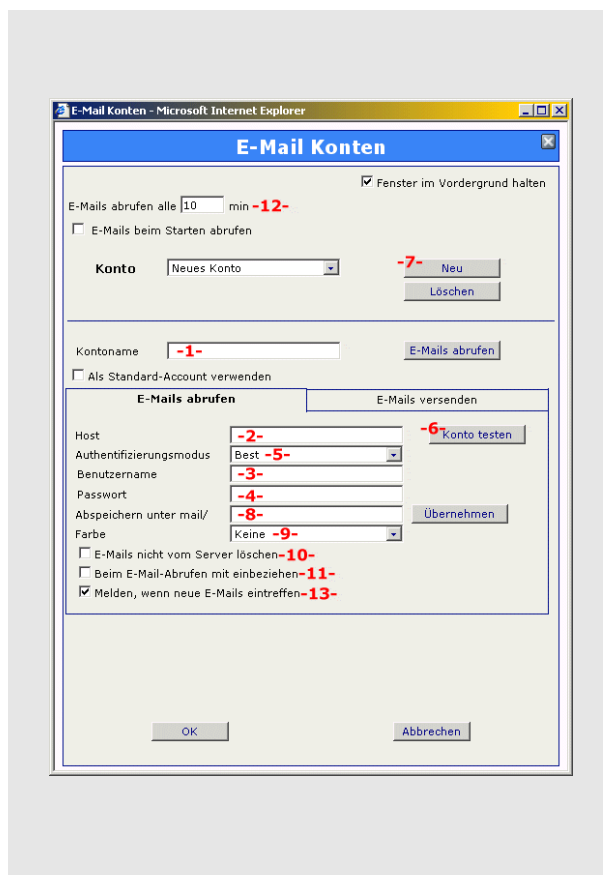 E-Mail Konten - Microsoft Internet Explorer
E-Mail Konten
Fenster im Vordergrund halten
E-Mails abrufen alle 10 min -12-
E-Mails beim Starten abrufen
Konto Neues Konto -7- Neu
Löschen
Kontoname -1- E-Mails abrufen
Als Standard-Account verwenden
E-Mails abrufen E-Mails versenden
Host -2- -6- Konto testen
Authentifizierungsmodus Best -5-
Benutzername -3-
Passwort -4-
Abspeichern unter mail/ -8- Übernehmen
Farbe Keine -9-
E-Mails nicht vom Server löschen -10-
Beim E-Mail-Abrufen mit einbeziehen -11-
Melden, wenn neue E-Mails eintreffen -13-
OK Abbrechen